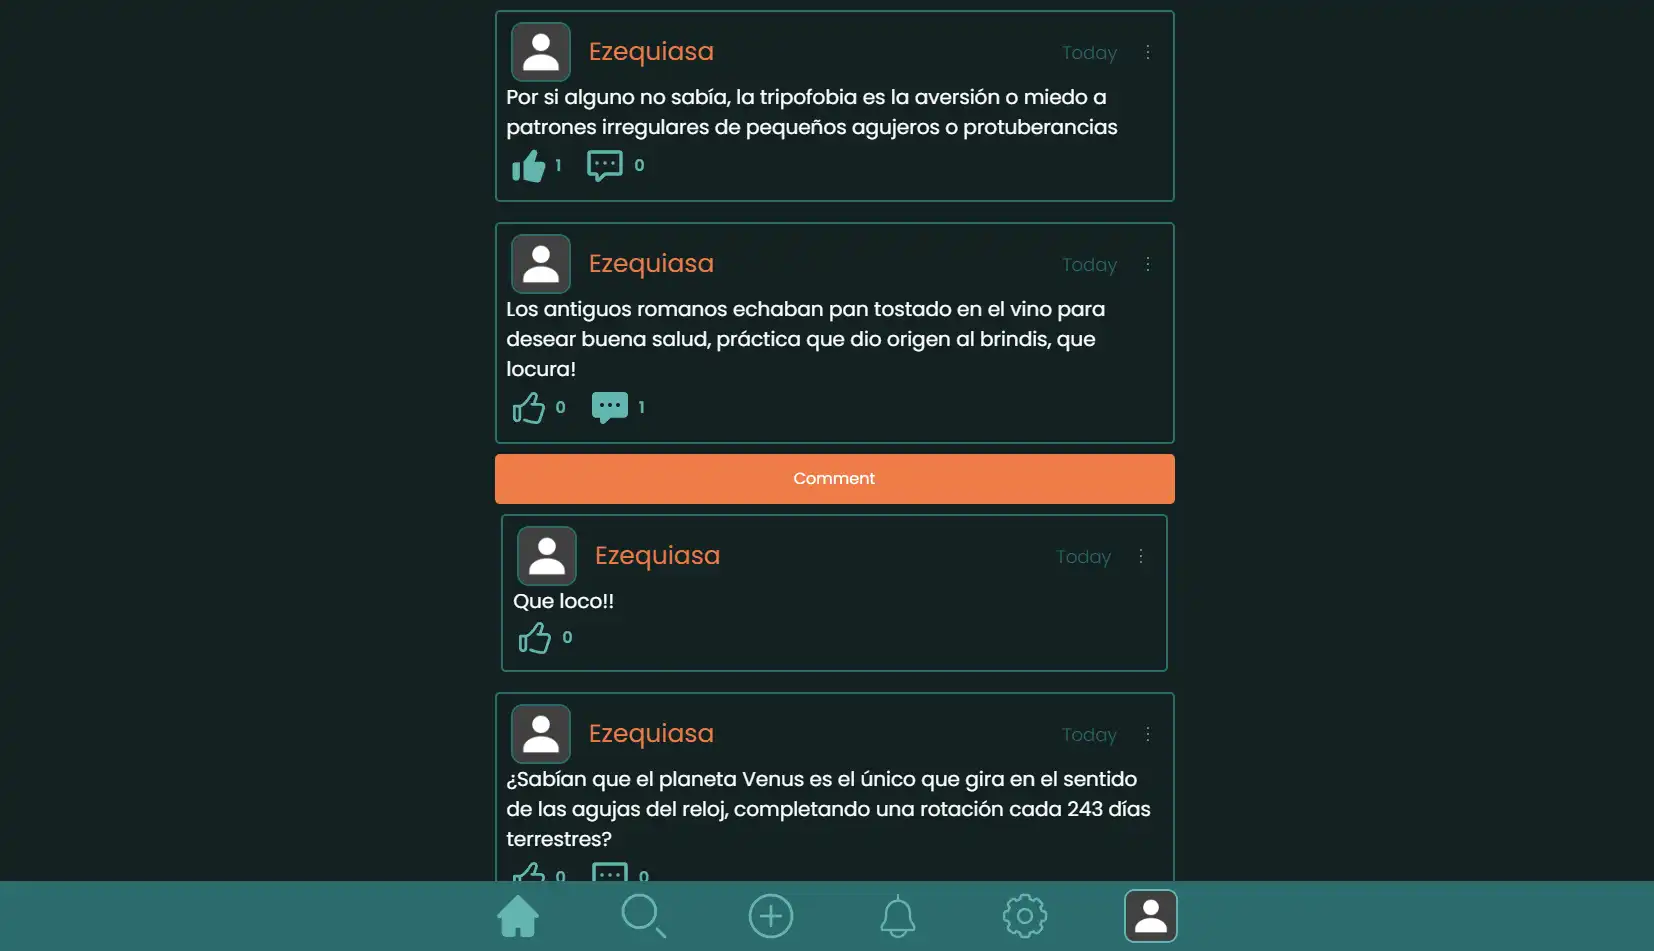 Ezequiasa Today
Por si alguno no sabía, la tripofobia es la aversión o miedo a
patrones irregulares de pequeños agujeros o protuberancias
1 0
Ezequiasa Today
Los antiguos romanos echaban pan tostado en el vino para
desear buena salud, práctica que dio origen al brindis, que
locura!
0 1
Comment
Ezequiasa Today
Que loco!!
0
Ezequiasa Today
¿Sabían que el planeta Venus es el único que gira en el sentido
de las agujas del reloj, completando una rotación cada 243 días
terrestres?
0 0